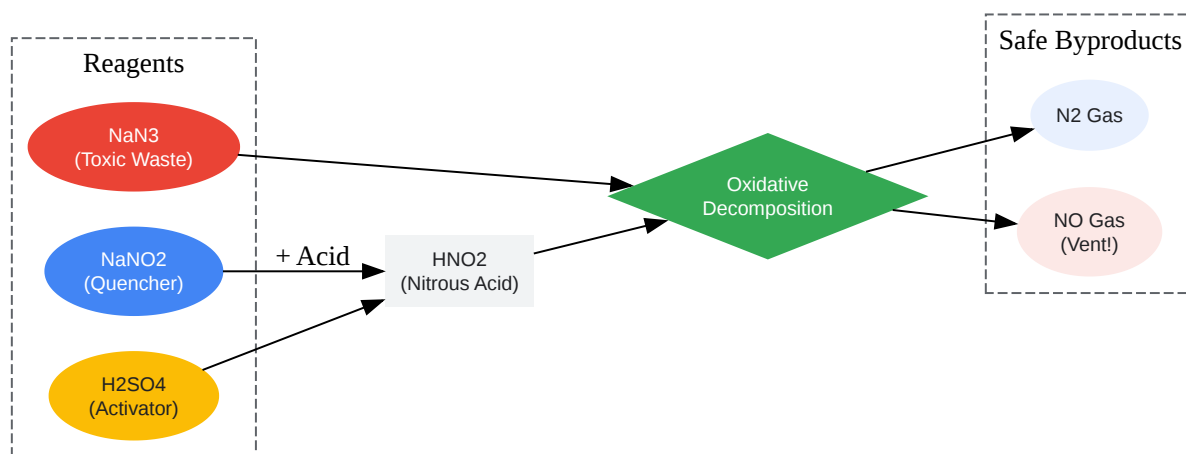 Reagents
NaN3
(Toxic Waste)
NaNO2
(Quencher)
H2SO4
(Activator)
+ Acid
HNO2
(Nitrous Acid)
Oxidative
Decomposition
Safe Byproducts
N2 Gas
NO Gas
(Vent!)